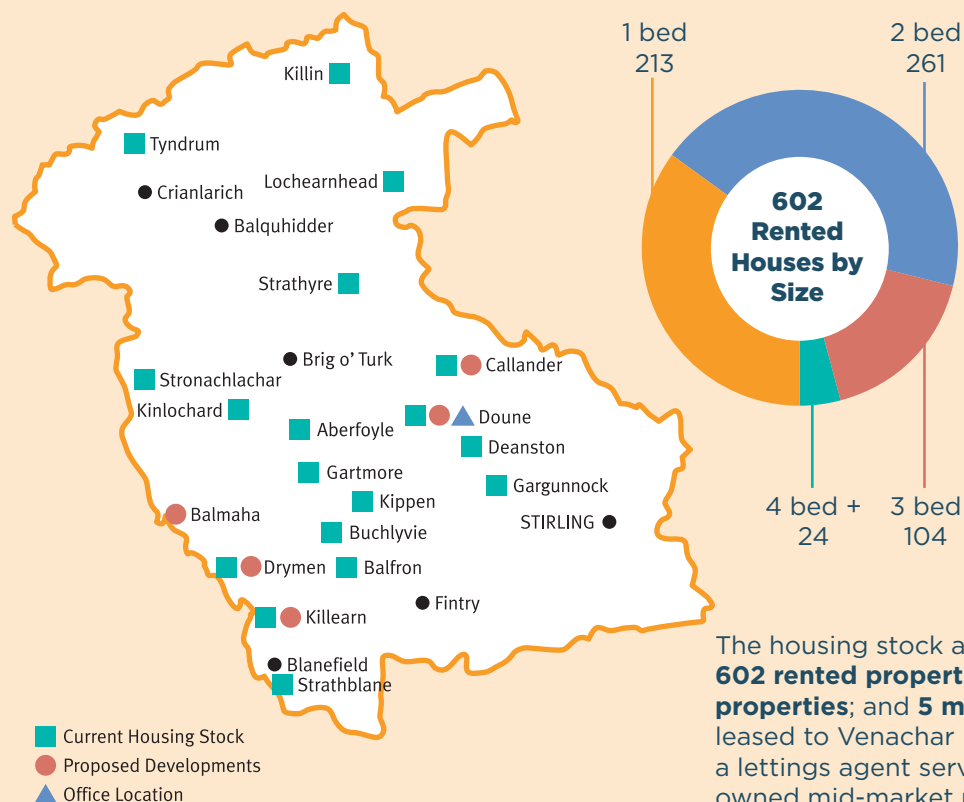 Killin
Tyndrum
Crianlarich
Lochearnhead
Balquhidder
Strathyre
Brig o' Turk
Callander
Stronachlachar
Kinlochard
Aberfoyle
Doune
Deanston
Gartmore
Gargunnock
Kippen
Balmaha
STIRLING
Buchlyvie
Drymen
Balfron
Fintry
Killearn
Blanefield
Strathblane
Current Housing Stock
Proposed Developments
Office Location
1 bed
213
2 bed
261
602
Rented
Houses by
Size
4 bed +
24
3 bed
104
The housing stock a
602 rented propert
properties; and 5 m
leased to Venachar
a lettings agent serv
owned mid-market